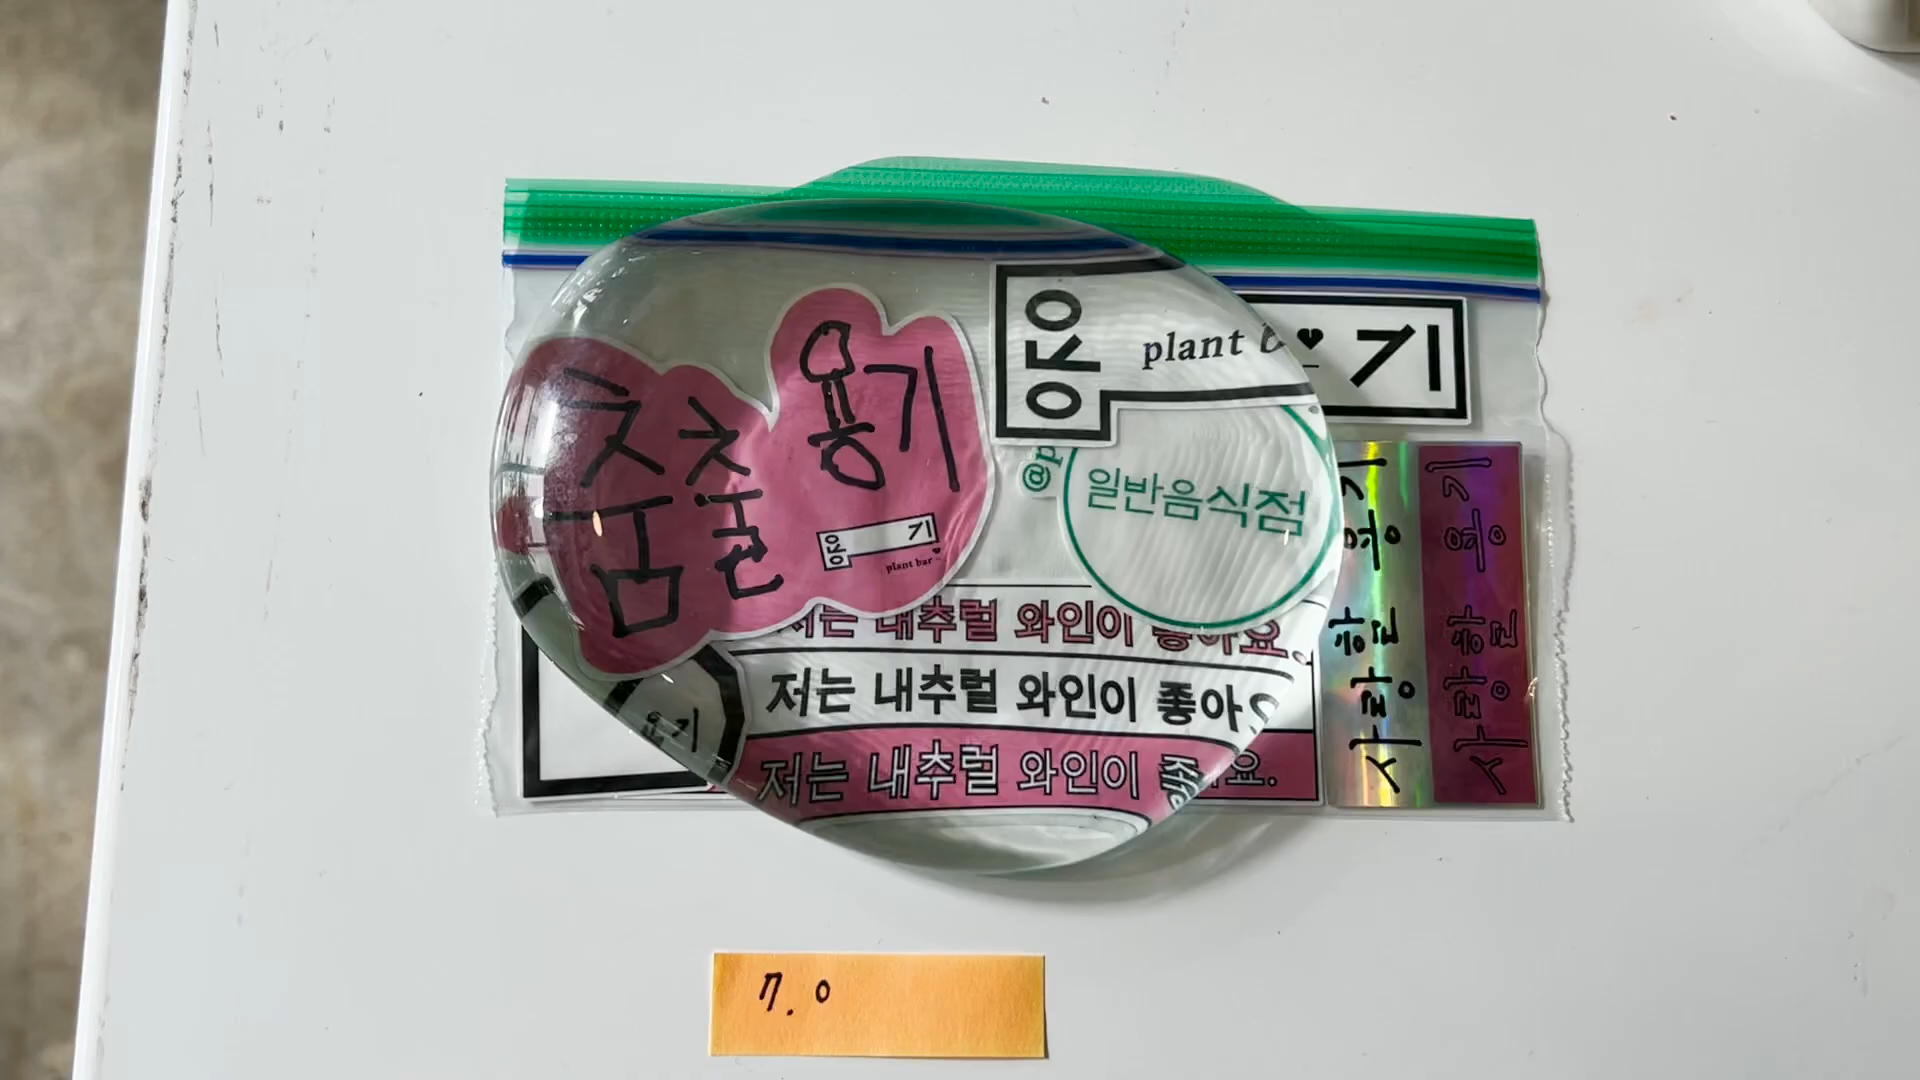 춤출 용기
용기
plant bar
용
plant b
기
@p
일반음식점
저는 내추럴 와인이 좋아요.
저는 내추럴 와인이 좋아
저는 내추럴 와인이 좋 요.
용기
사랑할 용기
사랑할 용기
7.0